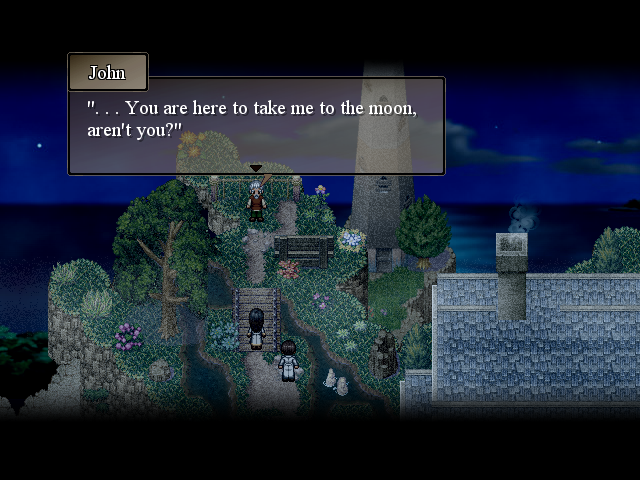 John
". . . You are here to take me to the moon,
aren't you?"